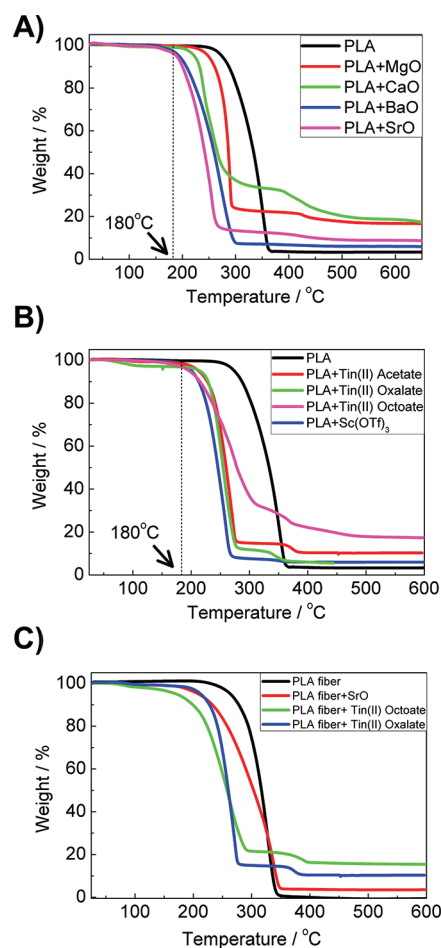 A)
100
80
60
40
20
0
Weight / %
PLA
PLA+MgO
PLA+CaO
PLA+BaO
PLA+SrO
180°C
100 200 300 400 500 600
Temperature / °C
B)
100
80
60
40
20
0
Weight / %
PLA
PLA+Tin(II) Acetate
PLA+Tin(II) Oxalate
PLA+Tin(II) Octoate
PLA+Sc(OTf)₃
180°C
100 200 300 400 500 600
Temperature / °C
C)
100
80
60
40
20
0
Weight / %
PLA fiber
PLA fiber+SrO
PLA fiber+ Tin(II) Octoate
PLA fiber+ Tin(II) Oxalate
100 200 300 400 500 600
Temperature / °C